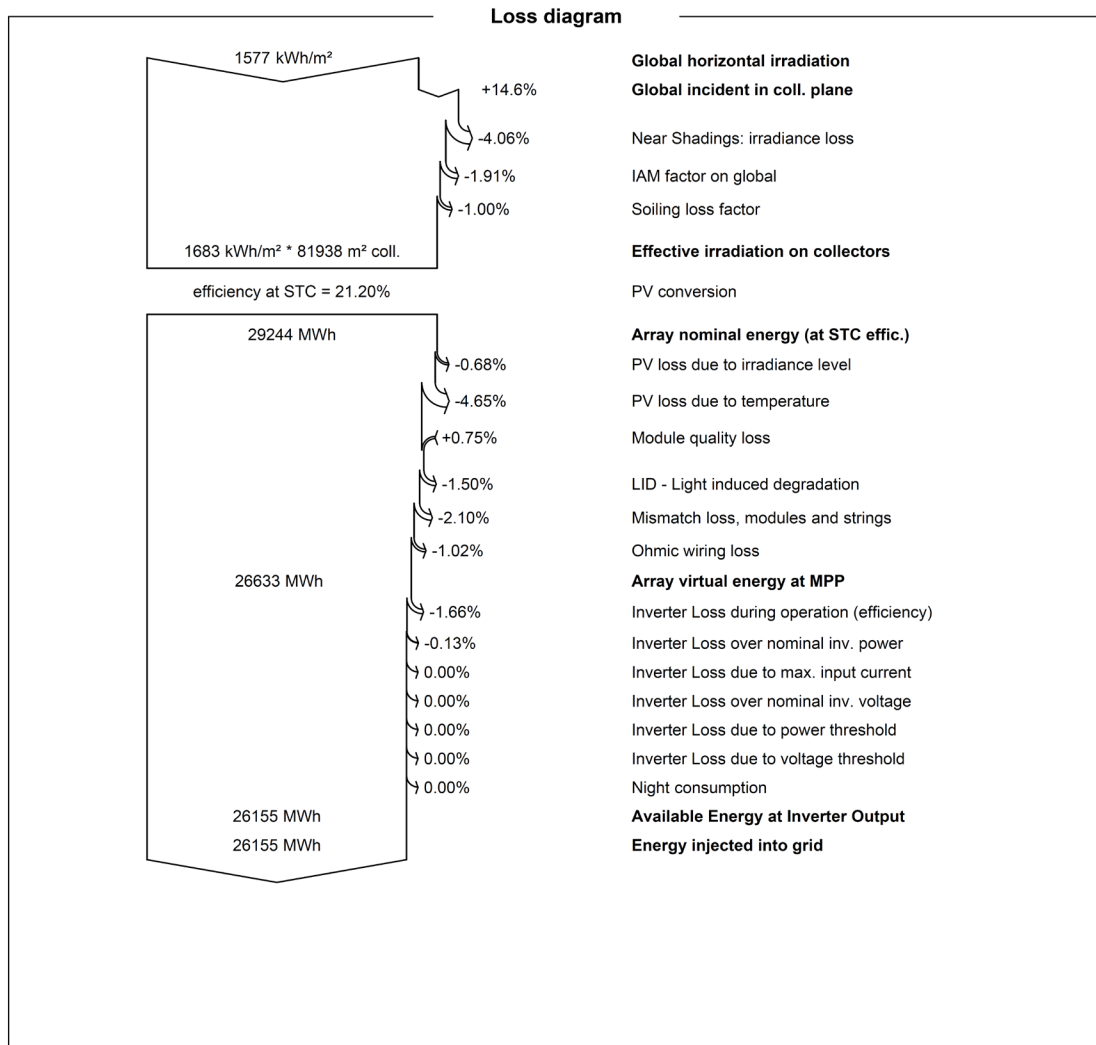 Loss diagram
1577 kWh/m² Global horizontal irradiation
+14.6% Global incident in coll. plane
-4.06% Near Shadings: irradiance loss
-1.91% IAM factor on global
-1.00% Soiling loss factor
1683 kWh/m² * 81938 m² coll. Effective irradiation on collectors
efficiency at STC = 21.20% PV conversion
29244 MWh Array nominal energy (at STC effic.)
-0.68% PV loss due to irradiance level
-4.65% PV loss due to temperature
+0.75% Module quality loss
-1.50% LID - Light induced degradation
-2.10% Mismatch loss, modules and strings
-1.02% Ohmic wiring loss
26633 MWh Array virtual energy at MPP
-1.66% Inverter Loss during operation (efficiency)
-0.13% Inverter Loss over nominal inv. power
0.00% Inverter Loss due to max. input current
0.00% Inverter Loss over nominal inv. voltage
0.00% Inverter Loss due to power threshold
0.00% Inverter Loss due to voltage threshold
0.00% Night consumption
26155 MWh Available Energy at Inverter Output
26155 MWh Energy injected into grid